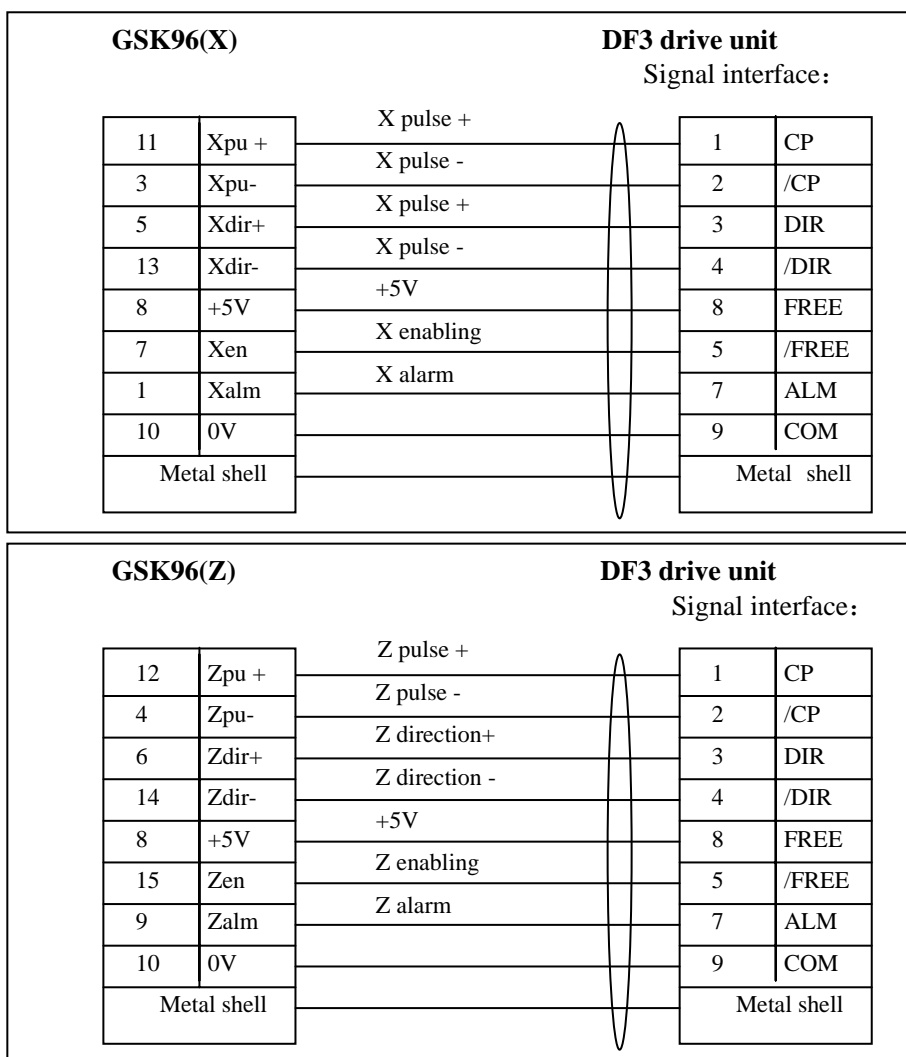 GSK96(X) DF3 drive unit
Signal interface：
X pulse +
11 Xpu + 1 CP
X pulse -
3 Xpu- 2 /CP
X pulse +
5 Xdir+ 3 DIR
X pulse -
13 Xdir- 4 /DIR
+5V
8 +5V 8 FREE
X enabling
7 Xen 5 /FREE
X alarm
1 Xalm 7 ALM
10 0V 9 COM
Metal shell Metal shell
GSK96(Z) DF3 drive unit
Signal interface：
Z pulse +
12 Zpu + 1 CP
Z pulse -
4 Zpu- 2 /CP
Z direction+
6 Zdir+ 3 DIR
Z direction -
14 Zdir- 4 /DIR
+5V
8 +5V 8 FREE
Z enabling
15 Zen 5 /FREE
Z alarm
9 Zalm 7 ALM
10 0V 9 COM
Metal shell Metal shell